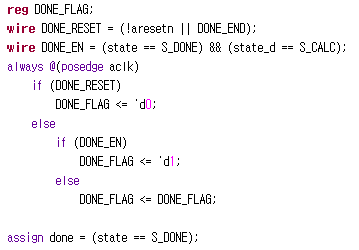 reg DONE_FLAG;
wire DONE_RESET = (!aresetn || DONE_END);
wire DONE_EN = (state == S_DONE) && (state_d == S_CALC);
always @(posedge aclk)
    if (DONE_RESET)
        DONE_FLAG <= 'd0;
    else
        if (DONE_EN)
            DONE_FLAG <= 'd1;
        else
            DONE_FLAG <= DONE_FLAG;

assign done = (state == S_DONE);